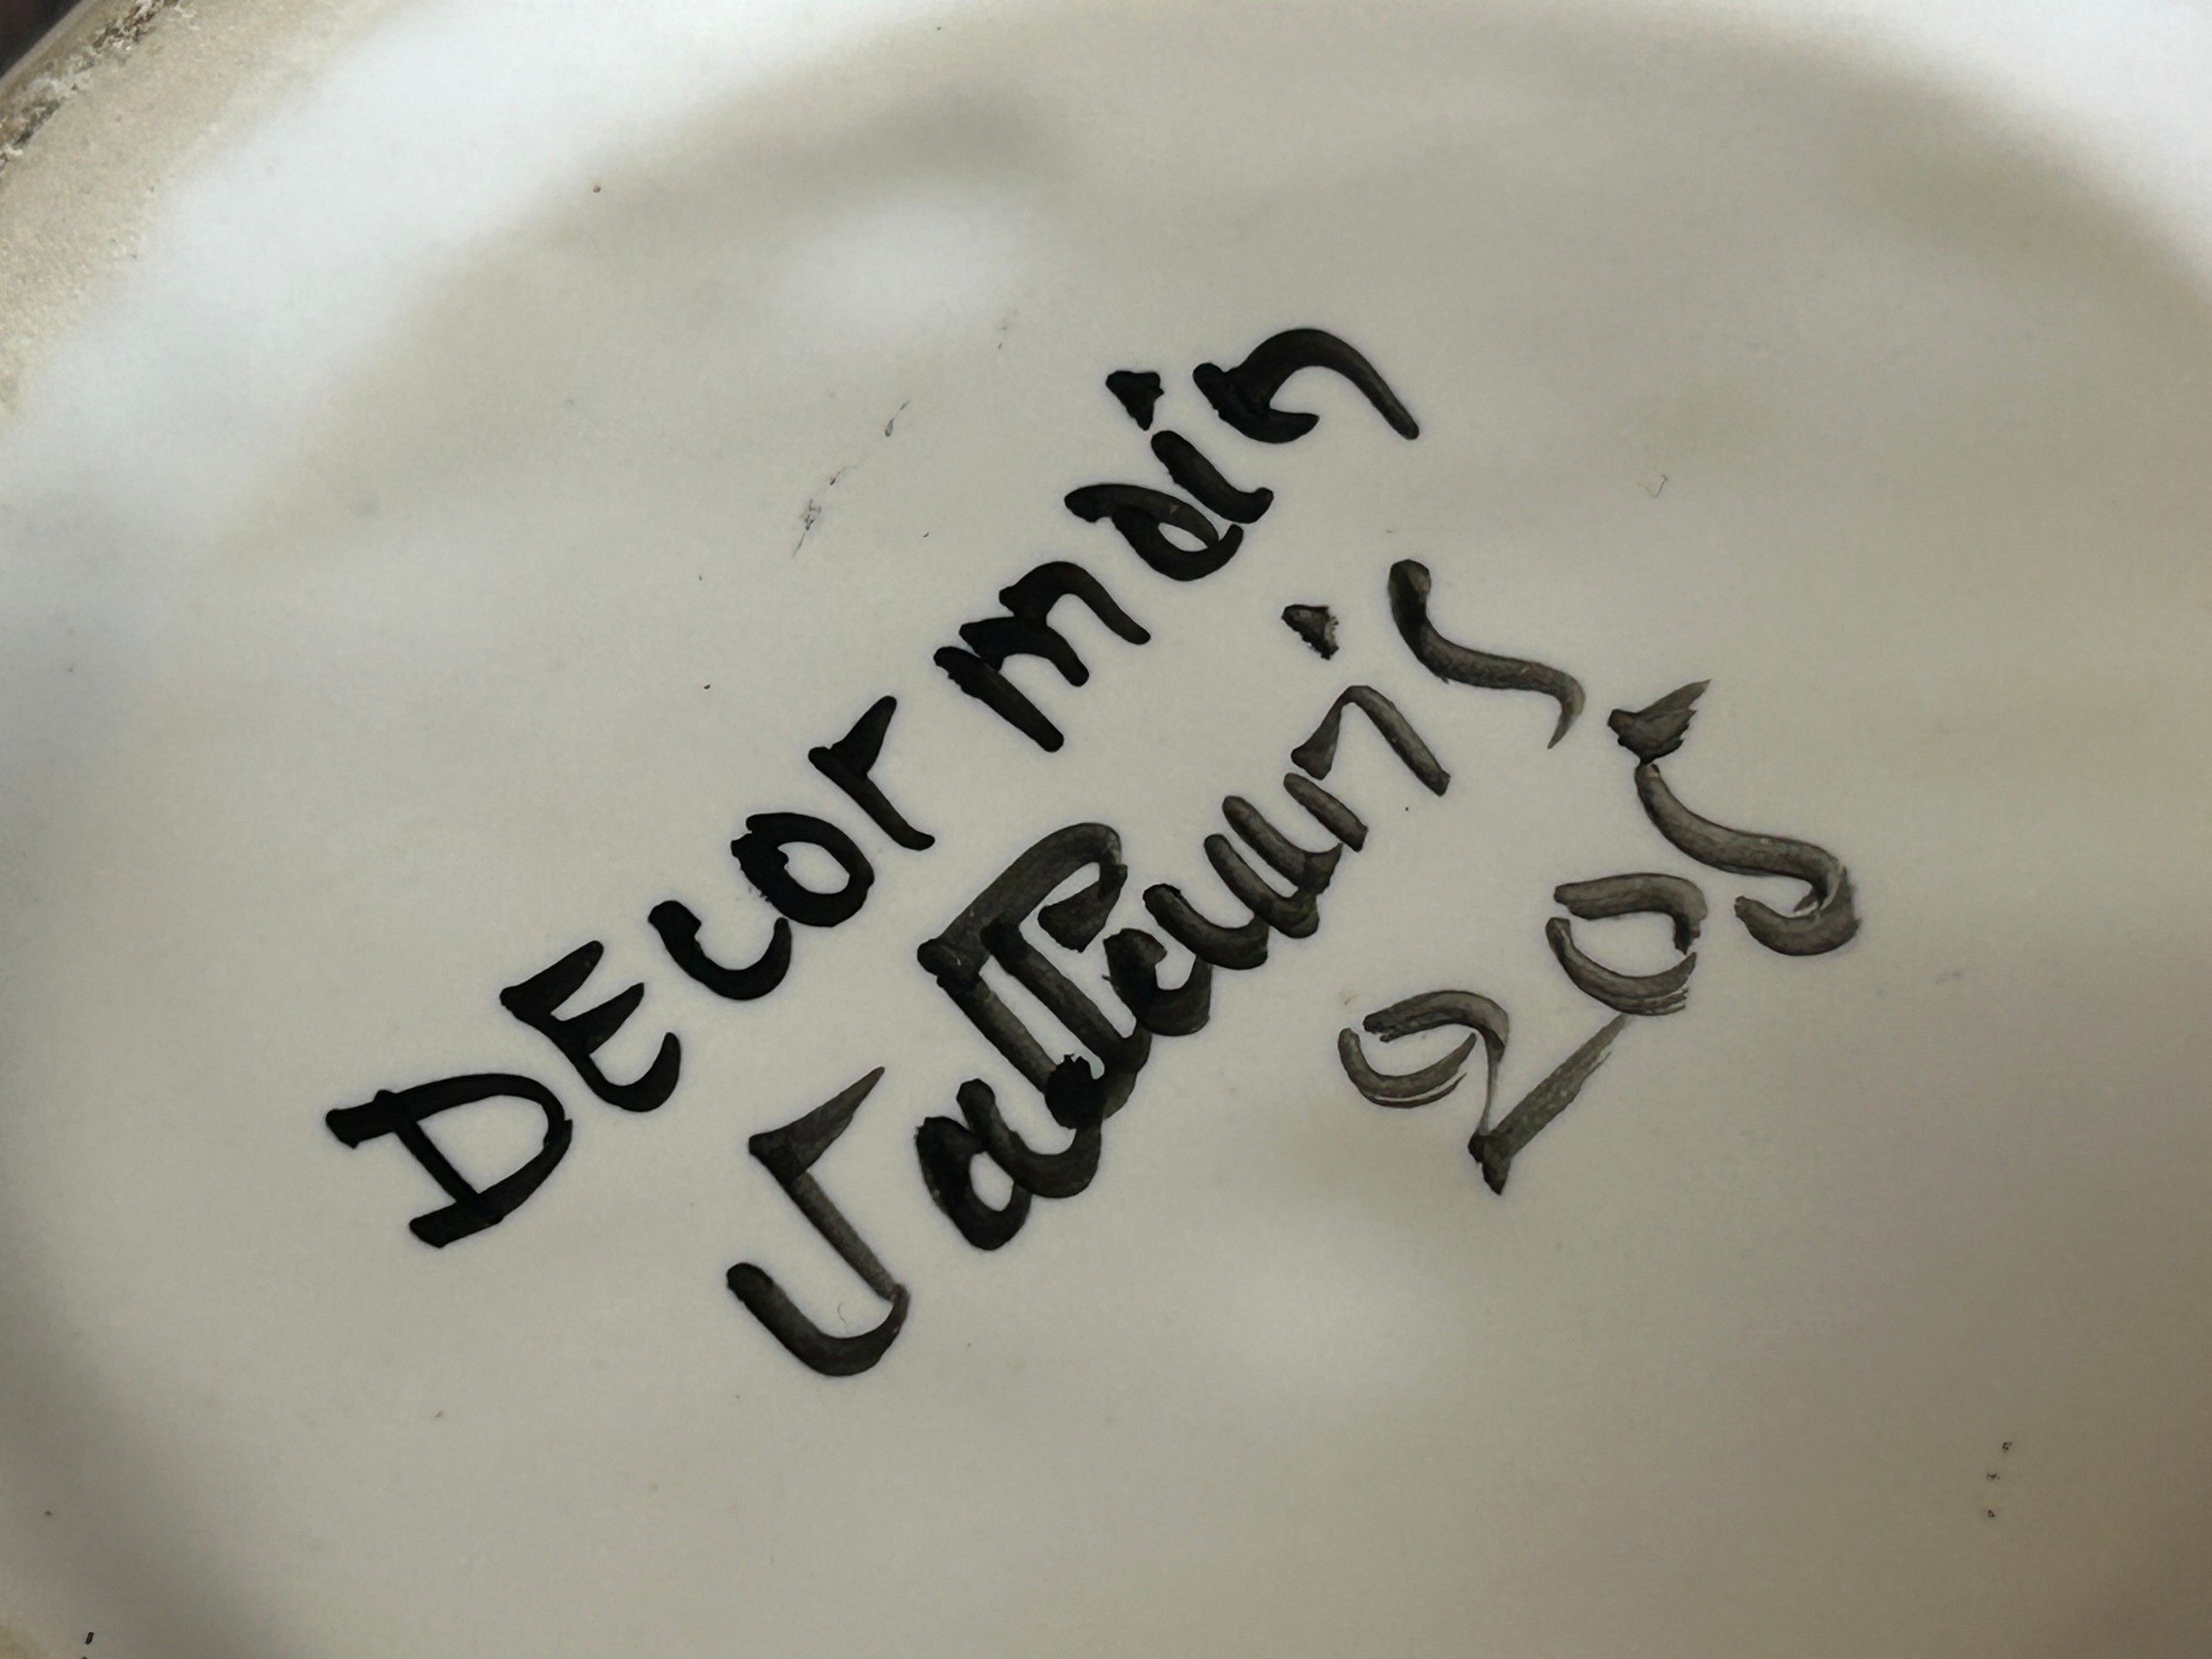 DECOR main
Vallauris
205